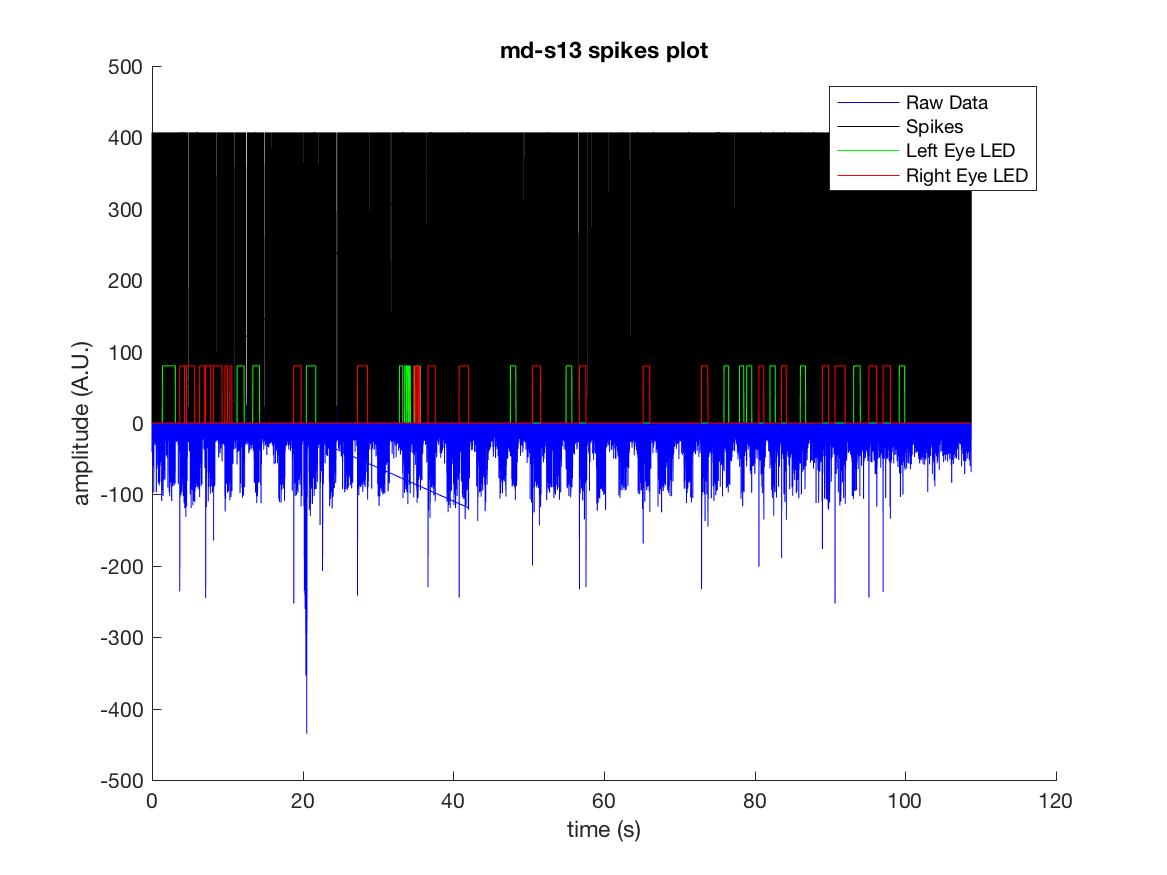 md-s13 spikes plot
500
400
300
200
100
0
-100
-200
-300
-400
-500
amplitude (A.U.)
Raw Data
Spikes
Left Eye LED
Right Eye LED
0 20 40 60 80 100 120
time (s)